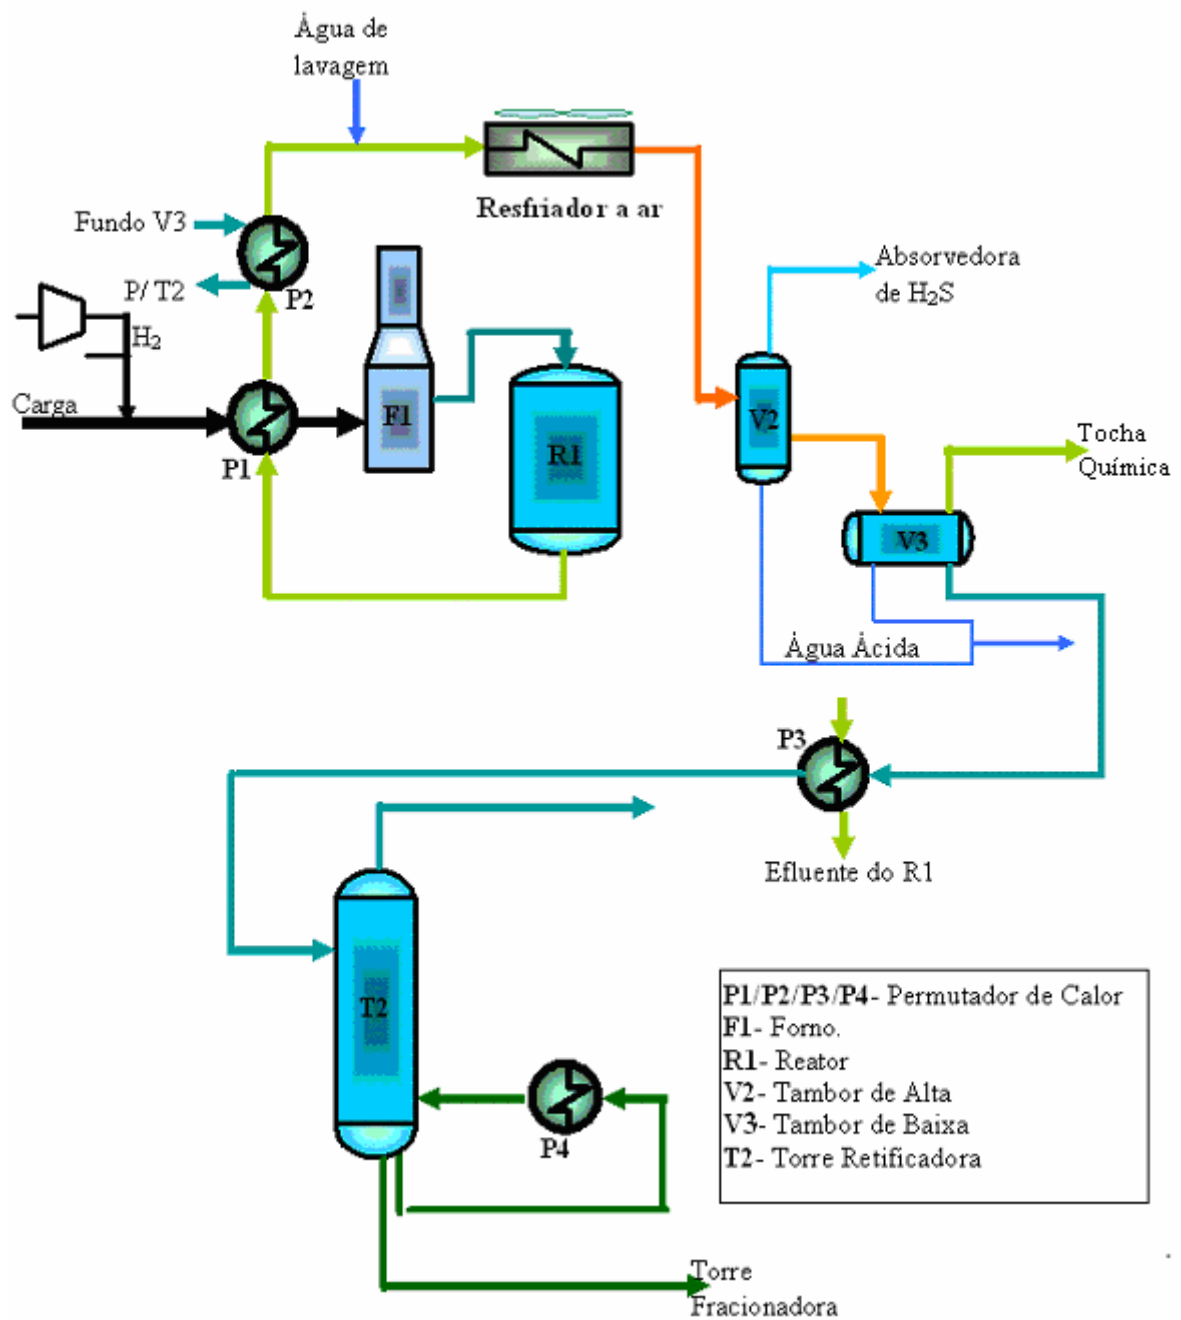 Água de
lavagem
Resfriador a ar
Fundo V3
P/ T2
P2
H₂
Carga
P1
F1
R1
Absorvedora
de H₂S
V2
Tocha
Química
V3
Água Ácida
P3
Efluente do R1
T2
P4
P1/P2/P3/P4- Permutador de Calor
F1- Forno.
R1- Reator
V2- Tambor de Alta
V3- Tambor de Baixa
T2- Torre Retificadora
Torre
Fracionadora